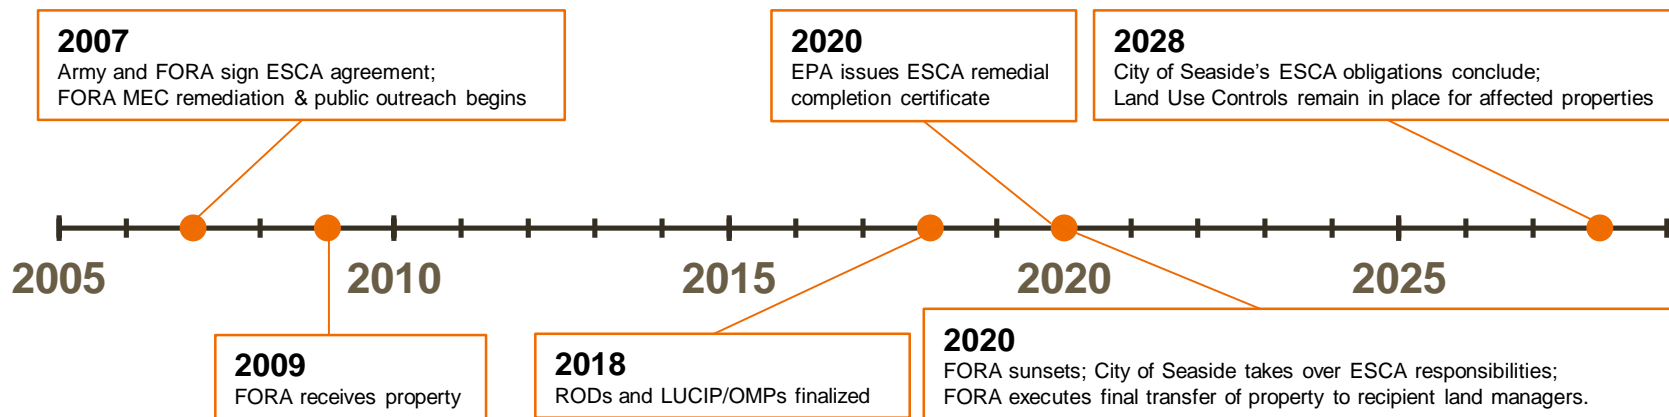 2007
Army and FORA sign ESCA agreement;
FORA MEC remediation & public outreach begins
2020
EPA issues ESCA remedial
completion certificate
2028
City of Seaside's ESCA obligations conclude;
Land Use Controls remain in place for affected properties
2005
2010
2015
2020
2025
2009
FORA receives property
2018
RODs and LUCIP/OMPs finalized
2020
FORA sunsets; City of Seaside takes over ESCA responsibilities;
FORA executes final transfer of property to recipient land managers.